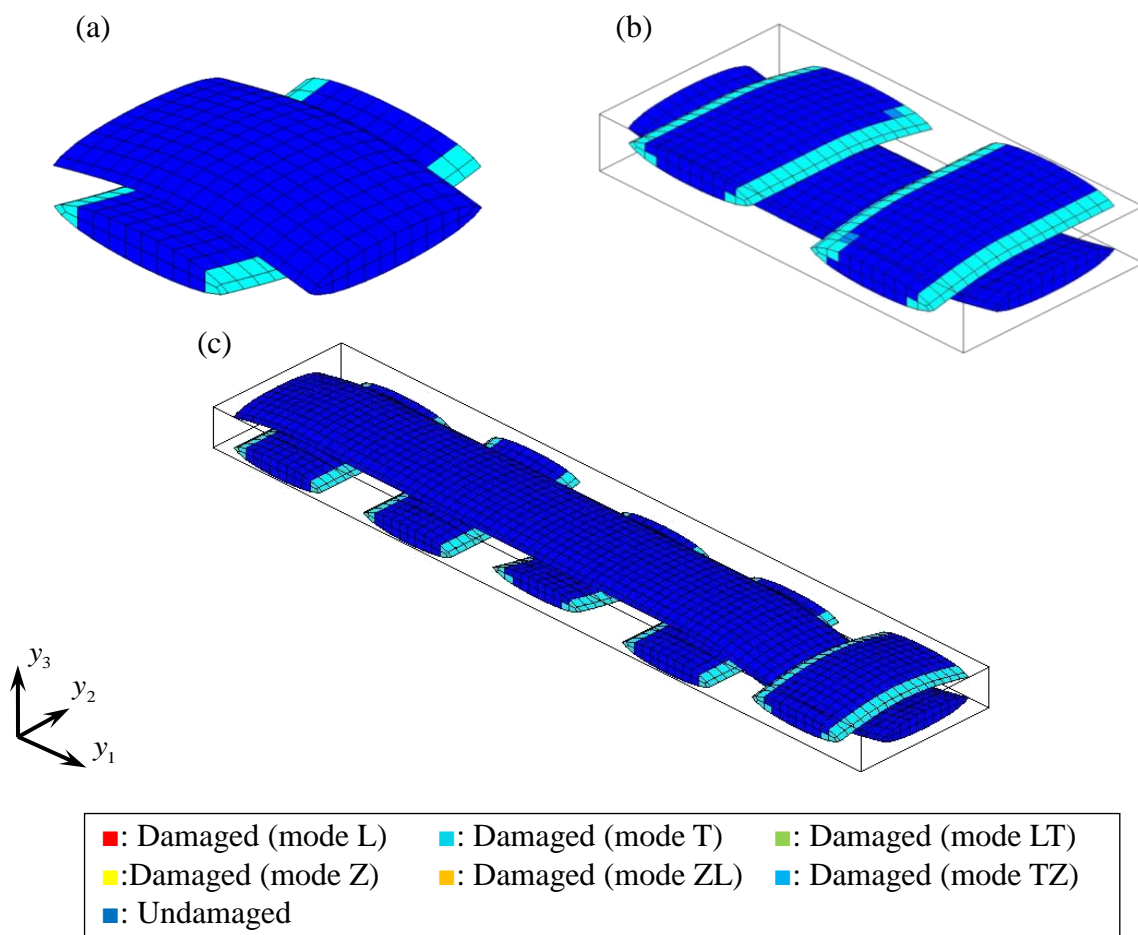 (a)
(b)
(c)
y3
y2
y1
■: Damaged (mode L) ■: Damaged (mode T) ■: Damaged (mode LT)
■:Damaged (mode Z) ■: Damaged (mode ZL) ■: Damaged (mode TZ)
■: Undamaged